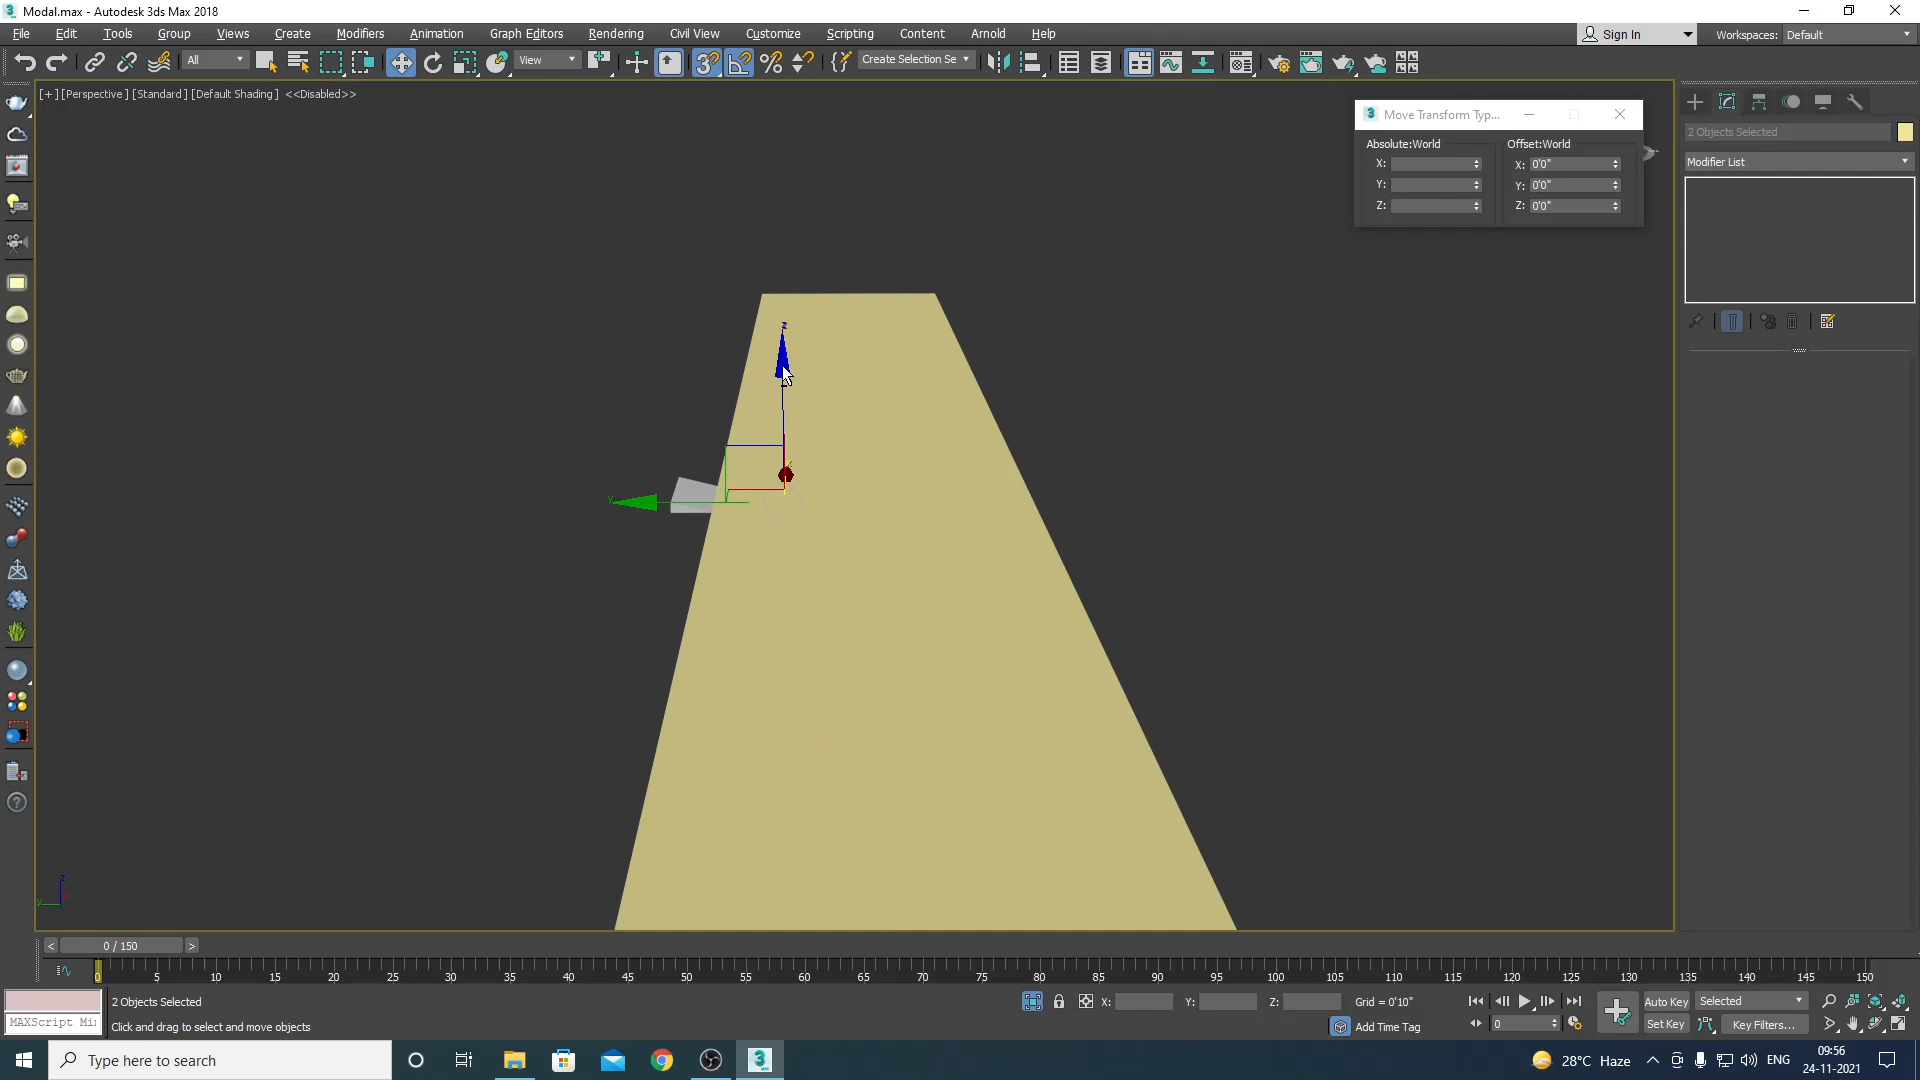 Modal.max - Autodesk 3ds Max 2018
File Edit Tools Group Views Create Modifiers Animation Graph Editors Rendering Civil View Customize Scripting Content Arnold Help
Sign In
Workspaces: Default
All
View
Create Selection Se
[+] [Perspective ] [Standard ] [Default Shading ] <<Disabled>>
Move Transform Typ...
Absolute:World Offset:World
X: X: 0'0"
Y: Y: 0'0"
Z: Z: 0'0"
2 Objects Selected
Modifier List
z
y
z
y
< 0 / 150 >
0 5 10 15 20 25 30 35 40 45 50 55 60 65 70 75 80 85 90 95 100 105 110 115 120 125 130 135 140 145 150
2 Objects Selected
X: Y: Z: Grid = 0'10"
Auto Key Selected
MAXScript Mi
Click and drag to select and move objects
Add Time Tag
0
Set Key Key Filters...
Type here to search
28°C Haze
ENG
09:56
24-11-2021